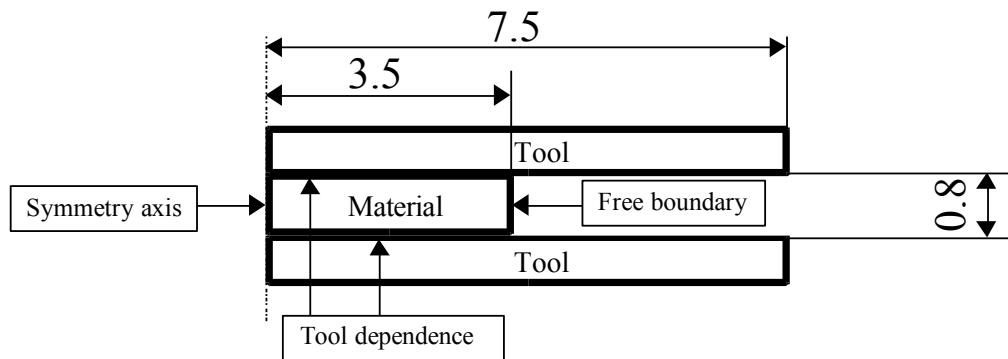 7.5
3.5
Tool
Symmetry axis
Material
Free boundary
0.8
Tool
Tool dependence